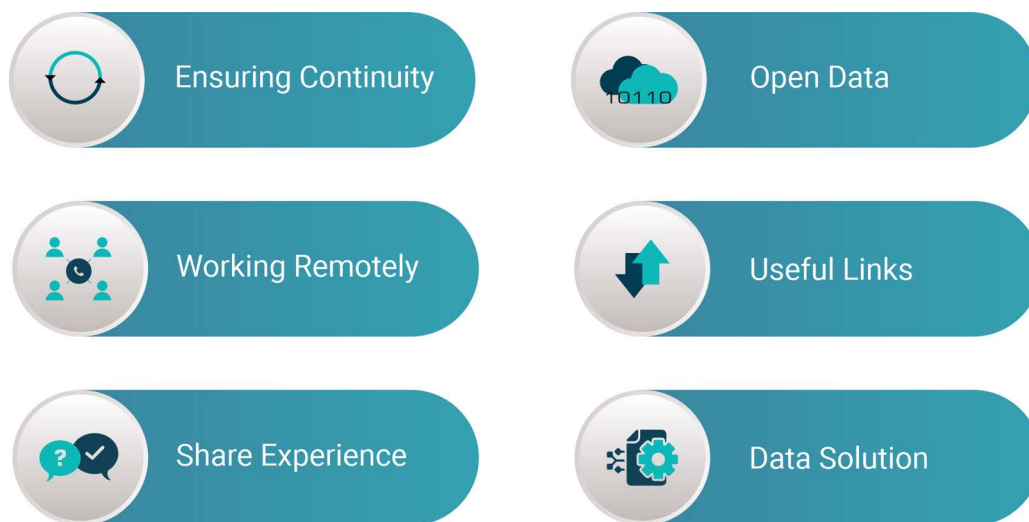 Ensuring Continuity
Open Data
10110
Working Remotely
Useful Links
?
Share Experience
Data Solution